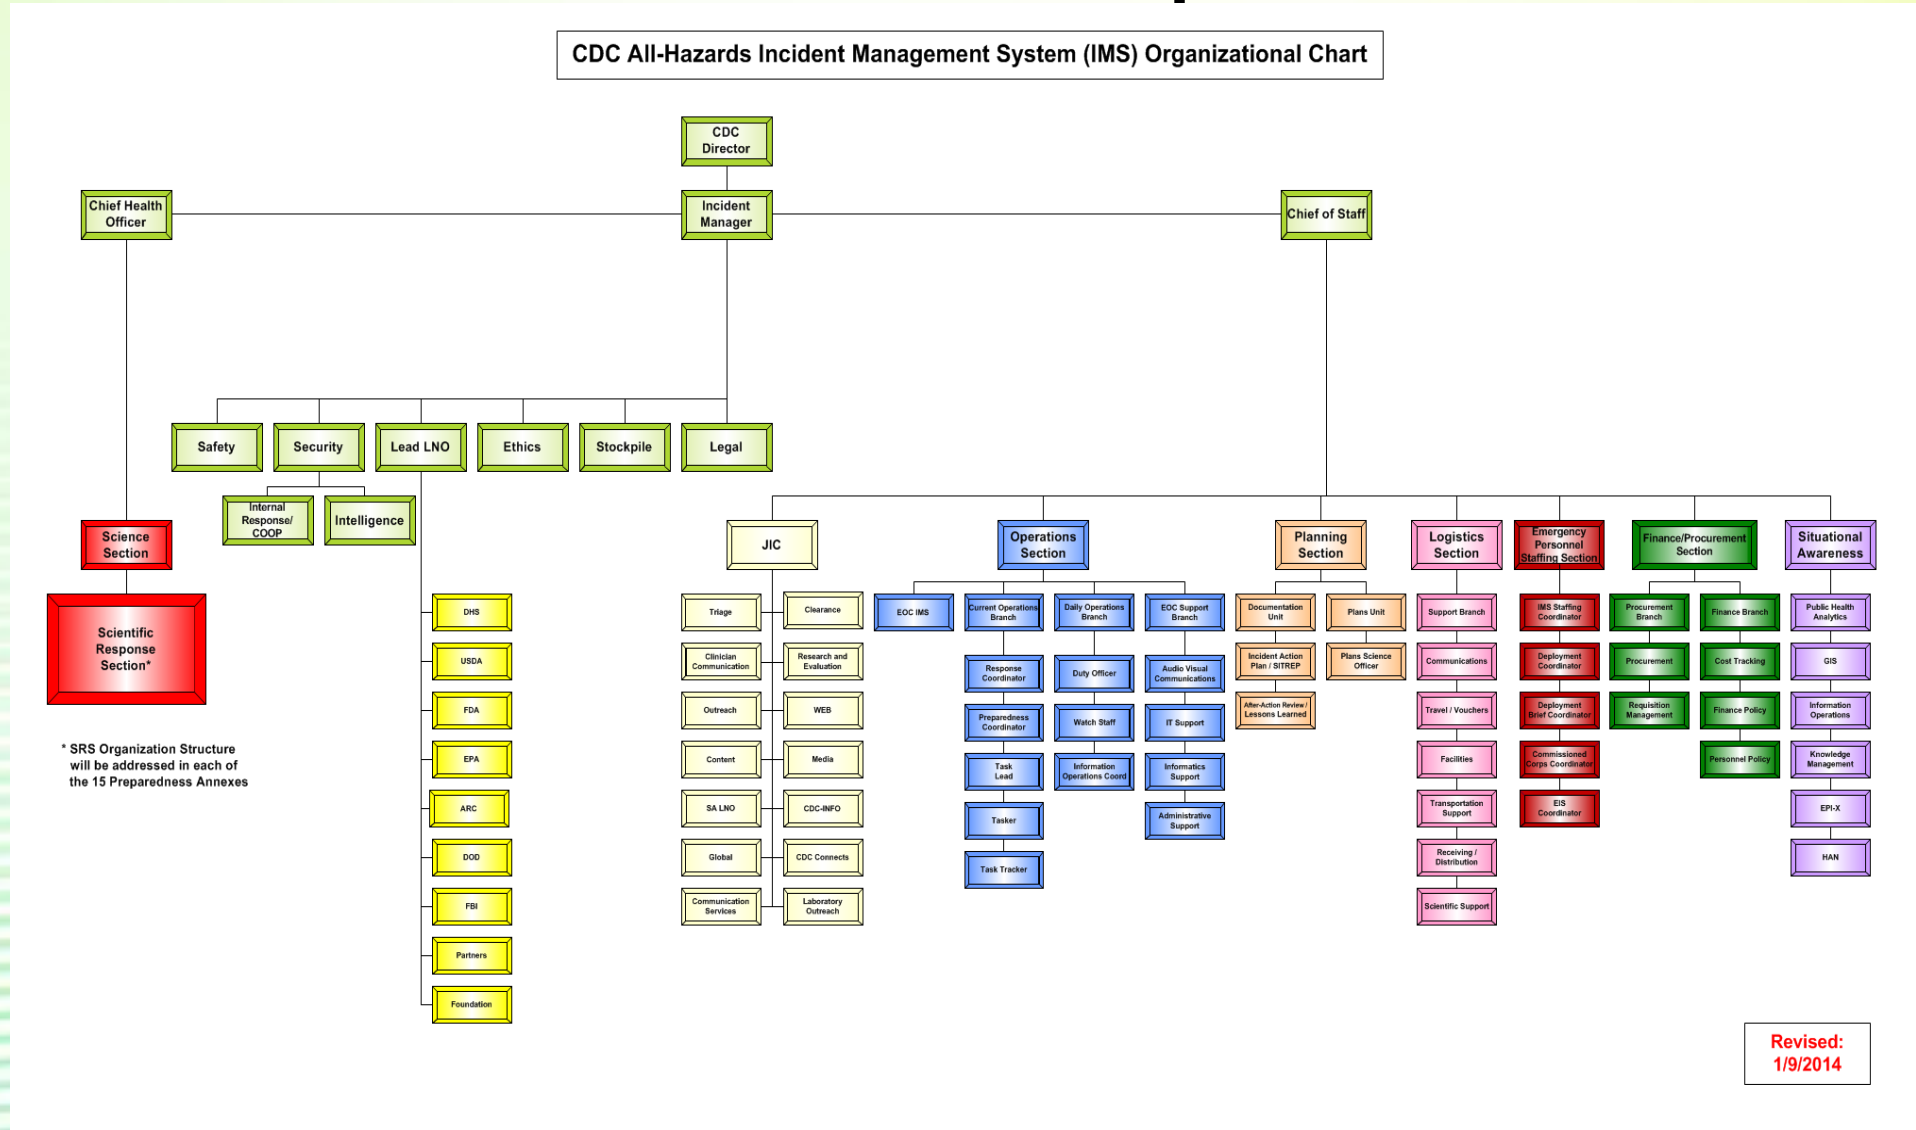 CDC All-Hazards Incident Management System (IMS) Organizational Chart
CDC
Director
Chief Health
Officer
Incident
Manager
Chief of Staff
Safety
Security
Lead LNO
Ethics
Stockpile
Legal
Internal
Response/
COOP
Intelligence
Science
Section
Scientific
Response
Section*
* SRS Organization Structure
will be addressed in each of
the 15 Preparedness Annexes
DHS
USDA
FDA
EPA
ARC
DOD
FBI
Partners
Foundation
JIC
Triage
Clearance
Clinician
Communication
Research and
Evaluation
Outreach
WEB
Content
Media
SA LNO
CDC-INFO
Global
CDC Connects
Communication
Services
Laboratory
Outreach
Operations
Section
EOC IMS
Current Operations
Branch
Response
Coordinator
Preparedness
Coordinator
Task
Lead
Tasker
Task Tracker
Daily Operations
Branch
Duty Officer
Watch Staff
Information
Operations Coord
EOC Support
Branch
Audio Visual
Communications
IT Support
Informatics
Support
Administrative
Support
Planning
Section
Documentation
Unit
Incident Action
Plan / SITREP
After-Action Review /
Lessons Learned
Plans Unit
Plans Science
Officer
Logistics
Section
Support Branch
Communications
Travel / Vouchers
Facilities
Transportation
Support
Receiving /
Distribution
Scientific Support
Emergency
Personnel
Staffing Section
IMS Staffing
Coordinator
Deployment
Coordinator
Deployment
Brief Coordinator
Commissioned
Corps Coordinator
EIS
Coordinator
Finance/Procurement
Section
Procurement
Branch
Procurement
Requisition
Management
Finance Branch
Cost Tracking
Finance Policy
Personnel Policy
Situational
Awareness
Public Health
Analytics
GIS
Information
Operations
Knowledge
Management
EPI-X
HAN
Revised:
1/9/2014